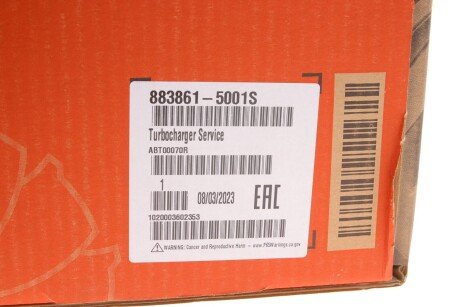 883861-5001S
Turbocharger Service
ABT00070R
1
08/03/2023
EAC
1020003602353
WARNING: Cancer and Reproductive Harm - www.P65Warnings.ca.gov